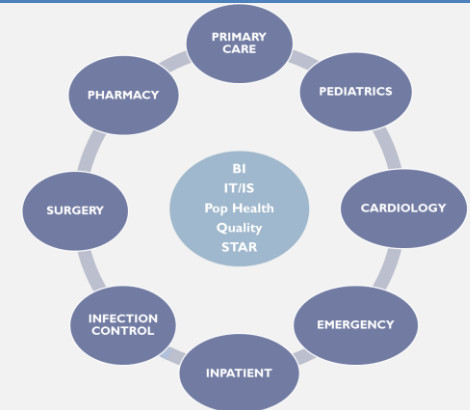 PRIMARY
CARE
PEDIATRICS
CARDIOLOGY
EMERGENCY
INPATIENT
INFECTION
CONTROL
SURGERY
PHARMACY
BI
IT/IS
Pop Health
Quality
STAR